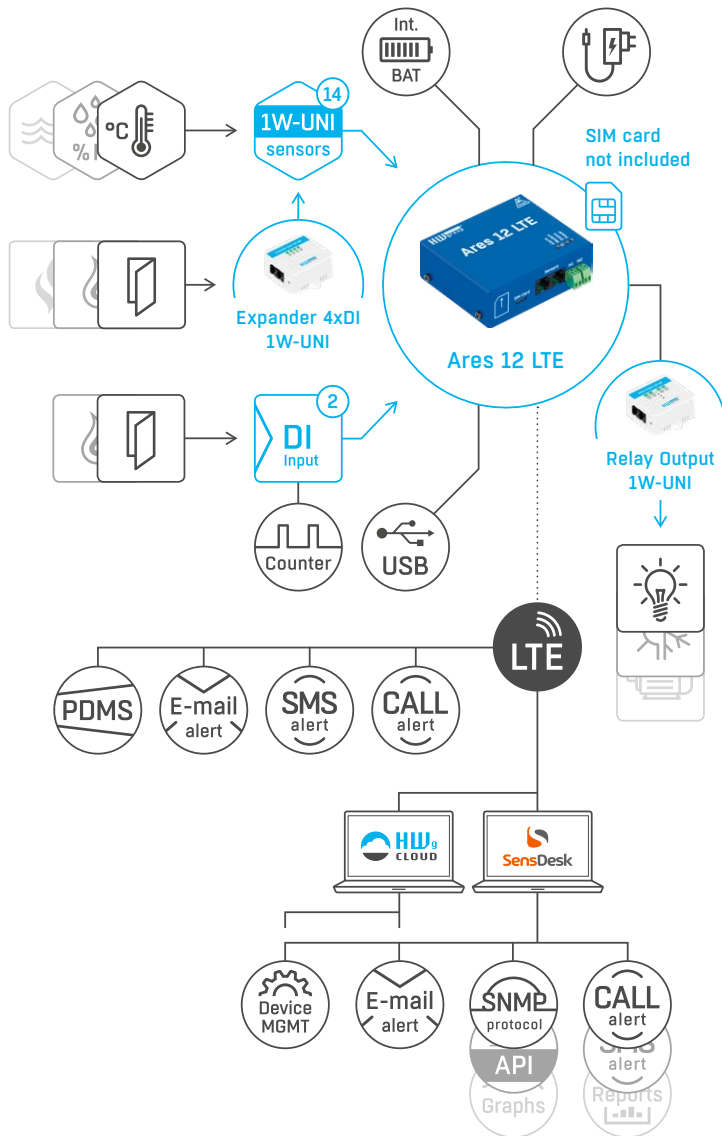 Int.
BAT
SIM card
not included
°C
%
14
1W-UNI
sensors
HW
Ares 12 LTE
Ares 12 LTE
Expander 4xDI
1W-UNI
2
DI
Input
Counter
USB
Relay Output
1W-UNI
LTE
PDMS
E-mail
alert
SMS
alert
CALL
alert
HWg
CLOUD
SensDesk
Device
MGMT
E-mail
alert
SNMP
protocol
CALL
alert
API
SMS
alert
Graphs
Reports